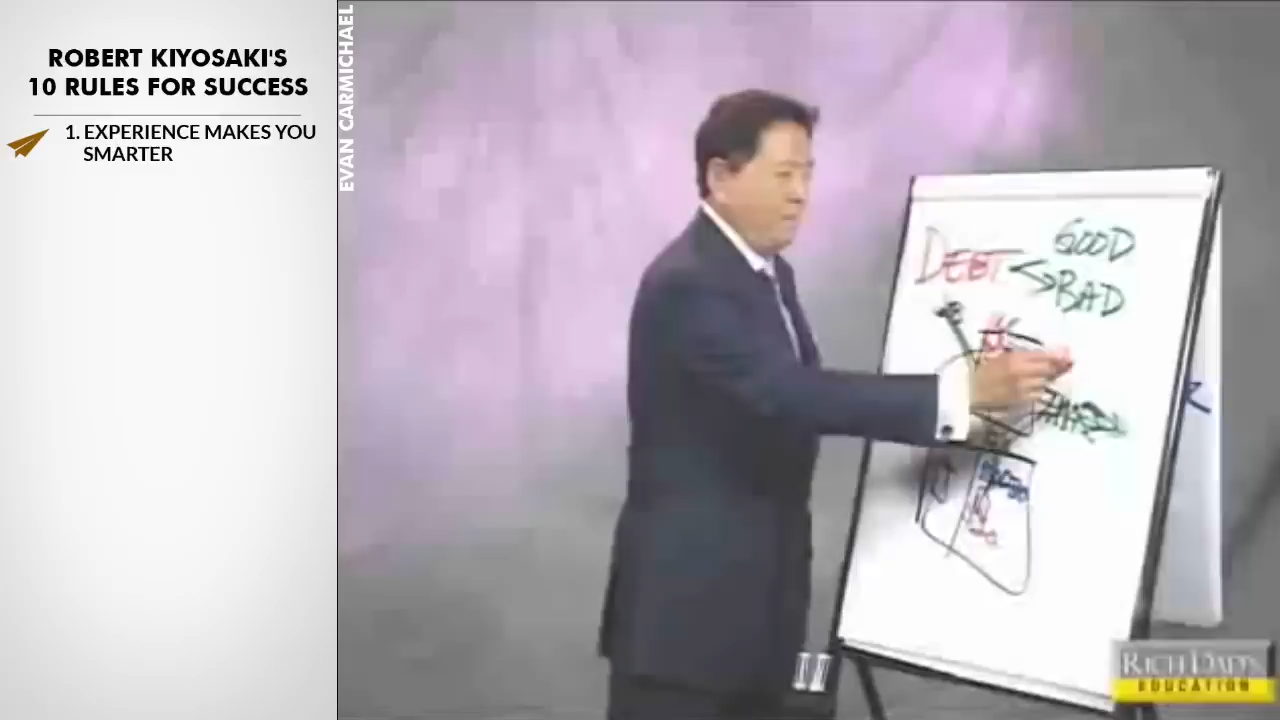 ROBERT KIYOSAKI'S
10 RULES FOR SUCCESS
1. EXPERIENCE MAKES YOU
SMARTER
EVAN CARMICHAEL
DEBT
GOOD
BAD
RICH DAD'S
EDUCATION